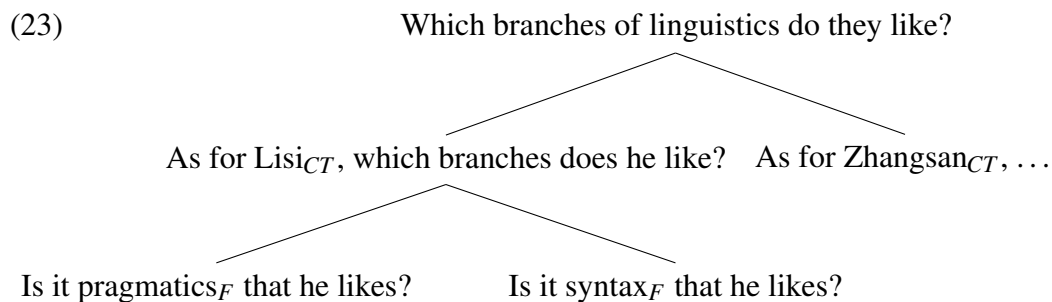 (23) Which branches of linguistics do they like?
As for Lisi_CT, which branches does he like? As for Zhangsan_CT, …
Is it pragmatics_F that he likes? Is it syntax_F that he likes?